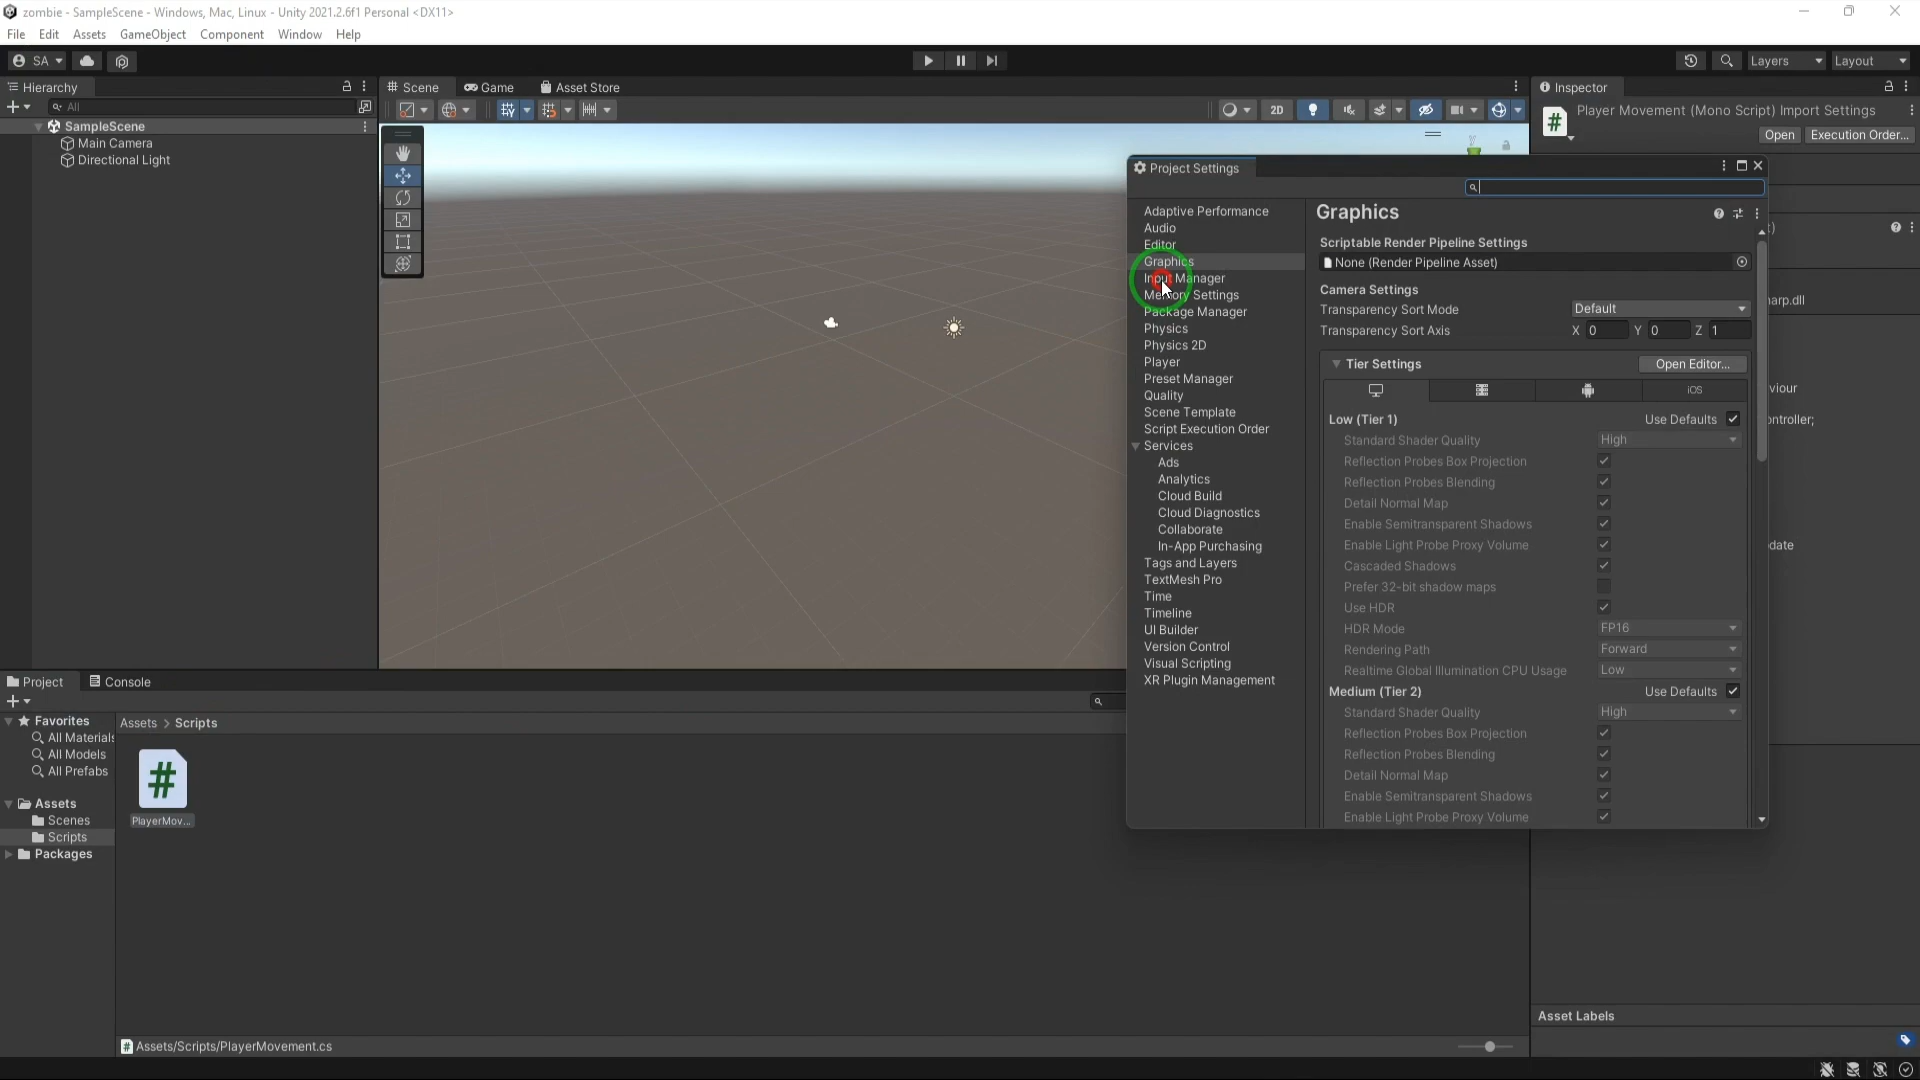 zombie - SampleScene - Windows, Mac, Linux - Unity 2021.2.6f1 Personal <DX11>
File Edit Assets GameObject Component Window Help
SA Layers Layout
Hierarchy Scene Game Asset Store Inspector
All 2D
Player Movement (Mono Script) Import Settings
Open Execution Order...
SampleScene
Main Camera
Directional Light
Project Settings
Adaptive Performance
Audio
Editor
Graphics
Input Manager
Memory Settings
Package Manager
Physics
Physics 2D
Player
Preset Manager
Quality
Scene Template
Script Execution Order
Services
Ads
Analytics
Cloud Build
Cloud Diagnostics
Collaborate
In-App Purchasing
Tags and Layers
TextMesh Pro
Time
Timeline
UI Builder
Version Control
Visual Scripting
XR Plugin Management
Graphics
Scriptable Render Pipeline Settings
None (Render Pipeline Asset)
Camera Settings
Transparency Sort Mode Default
Transparency Sort Axis X 0 Y 0 Z 1
Tier Settings Open Editor...
iOS
Low (Tier 1) Use Defaults
Standard Shader Quality High
Reflection Probes Box Projection
Reflection Probes Blending
Detail Normal Map
Enable Semitransparent Shadows
Enable Light Probe Proxy Volume
Cascaded Shadows
Prefer 32-bit shadow maps
Use HDR
HDR Mode FP16
Rendering Path Forward
Realtime Global Illumination CPU Usage Low
Medium (Tier 2) Use Defaults
Standard Shader Quality High
Reflection Probes Box Projection
Reflection Probes Blending
Detail Normal Map
Enable Semitransparent Shadows
Enable Light Probe Proxy Volume
arp.dll
viour
ontroller;
date
Project Console
Favorites
All Materials
All Models
All Prefabs
Assets
Scenes
Scripts
Packages
Assets > Scripts
PlayerMov...
Assets/Scripts/PlayerMovement.cs
Asset Labels